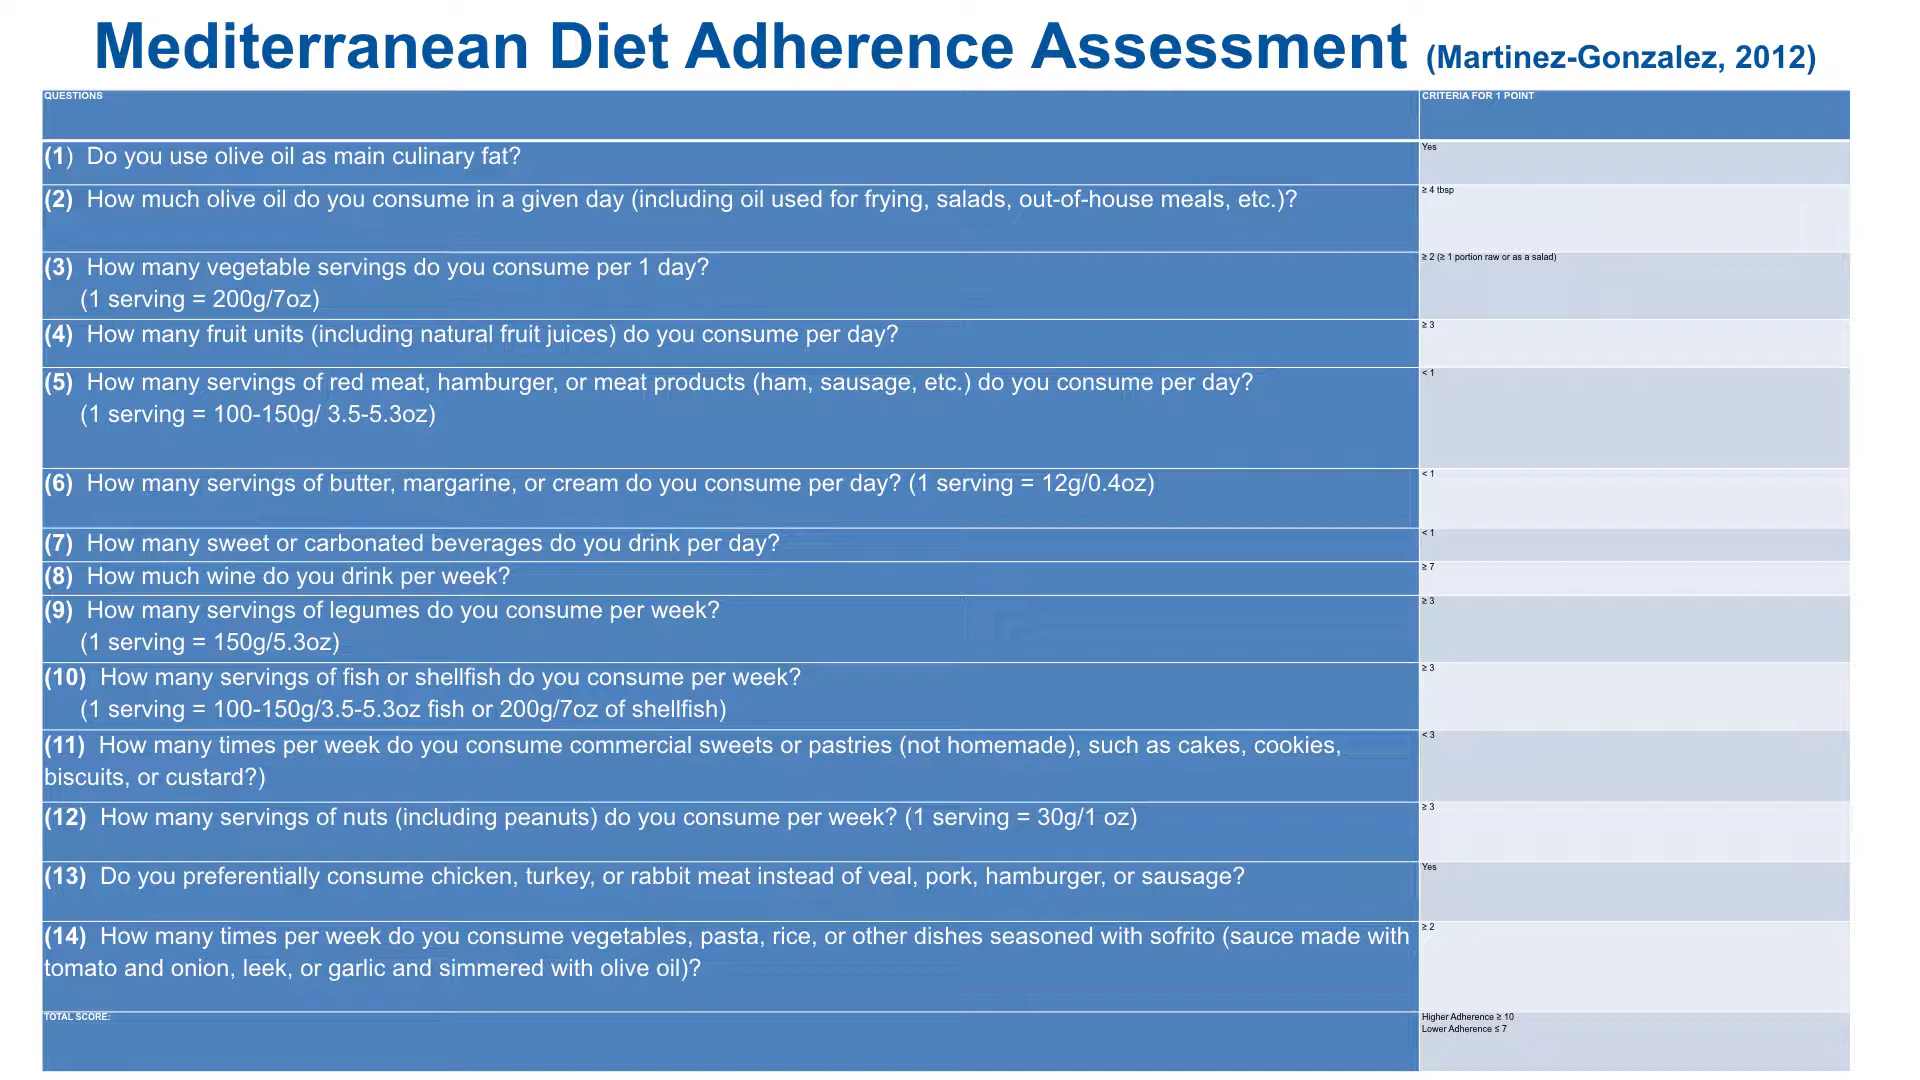 Mediterranean Diet Adherence Assessment (Martinez-Gonzalez, 2012)
QUESTIONS
CRITERIA FOR 1 POINT
(1) Do you use olive oil as main culinary fat?
Yes
(2) How much olive oil do you consume in a given day (including oil used for frying, salads, out-of-house meals, etc.)?
≥ 4 tbsp
(3) How many vegetable servings do you consume per 1 day?
(1 serving = 200g/7oz)
≥ 2 (≥ 1 portion raw or as a salad)
(4) How many fruit units (including natural fruit juices) do you consume per day?
≥ 3
(5) How many servings of red meat, hamburger, or meat products (ham, sausage, etc.) do you consume per day?
(1 serving = 100-150g/ 3.5-5.3oz)
< 1
(6) How many servings of butter, margarine, or cream do you consume per day? (1 serving = 12g/0.4oz)
< 1
(7) How many sweet or carbonated beverages do you drink per day?
< 1
(8) How much wine do you drink per week?
≥ 7
(9) How many servings of legumes do you consume per week?
(1 serving = 150g/5.3oz)
≥ 3
(10) How many servings of fish or shellfish do you consume per week?
(1 serving = 100-150g/3.5-5.3oz fish or 200g/7oz of shellfish)
≥ 3
(11) How many times per week do you consume commercial sweets or pastries (not homemade), such as cakes, cookies,
biscuits, or custard?)
< 3
(12) How many servings of nuts (including peanuts) do you consume per week? (1 serving = 30g/1 oz)
≥ 3
(13) Do you preferentially consume chicken, turkey, or rabbit meat instead of veal, pork, hamburger, or sausage?
Yes
(14) How many times per week do you consume vegetables, pasta, rice, or other dishes seasoned with sofrito (sauce made with
tomato and onion, leek, or garlic and simmered with olive oil)?
≥ 2
TOTAL SCORE:
Higher Adherence ≥ 10
Lower Adherence ≤ 7